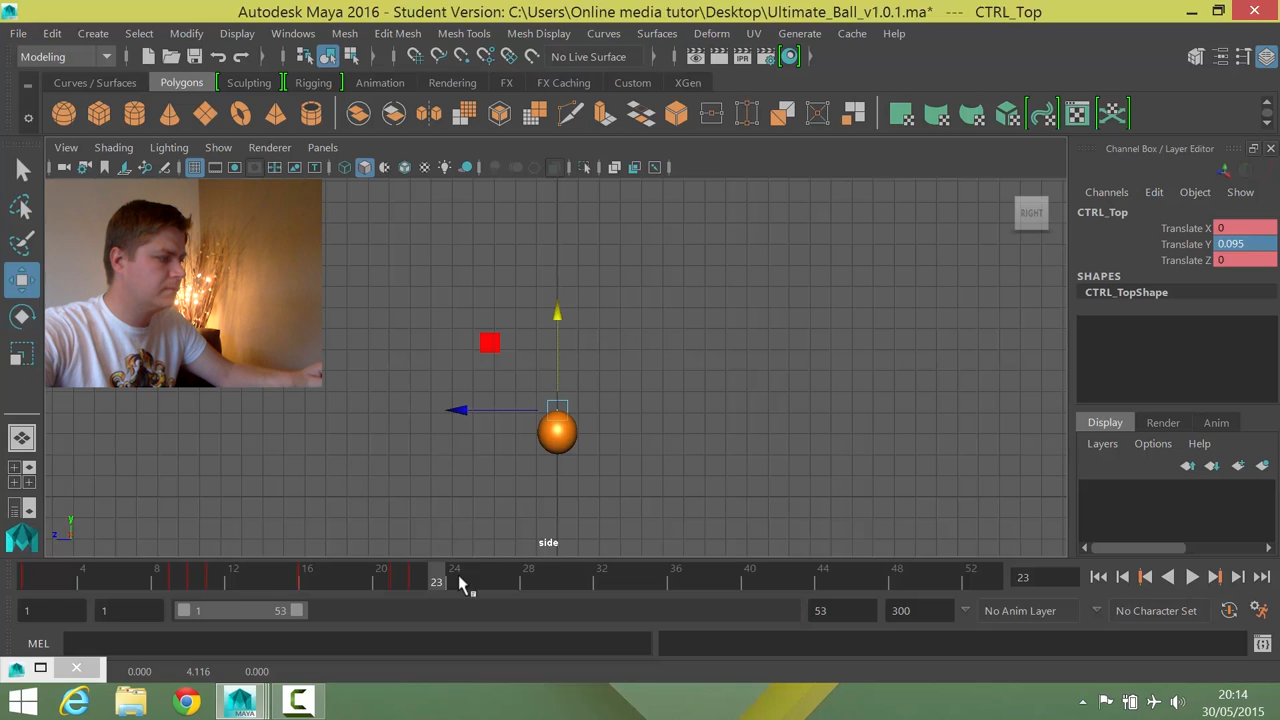 Autodesk Maya 2016 - Student Version: C:\Users\Online media tutor\Desktop\Ultimate_Ball_v1.0.1.ma* --- CTRL_Top
File Edit Create Select Modify Display Windows Mesh Edit Mesh Mesh Tools Mesh Display Curves Surfaces Deform UV Generate Cache Help
Modeling No Live Surface IPR
Curves / Surfaces Polygons Sculpting Rigging Animation Rendering FX FX Caching Custom XGen
View Shading Lighting Show Renderer Panels
Channel Box / Layer Editor
Channels Edit Object Show
CTRL_Top
Translate X 0
Translate Y 0.095
Translate Z 0
SHAPES
CTRL_TopShape
RIGHT
Display Render Anim
Layers Options Help
y
z
side
4 8 12 16 20 24 28 32 36 40 44 48 52
23 23
1 1 1 53 53 300 No Anim Layer No Character Set
MEL
0.000 4.116 0.000
MAYA
20:14
30/05/2015